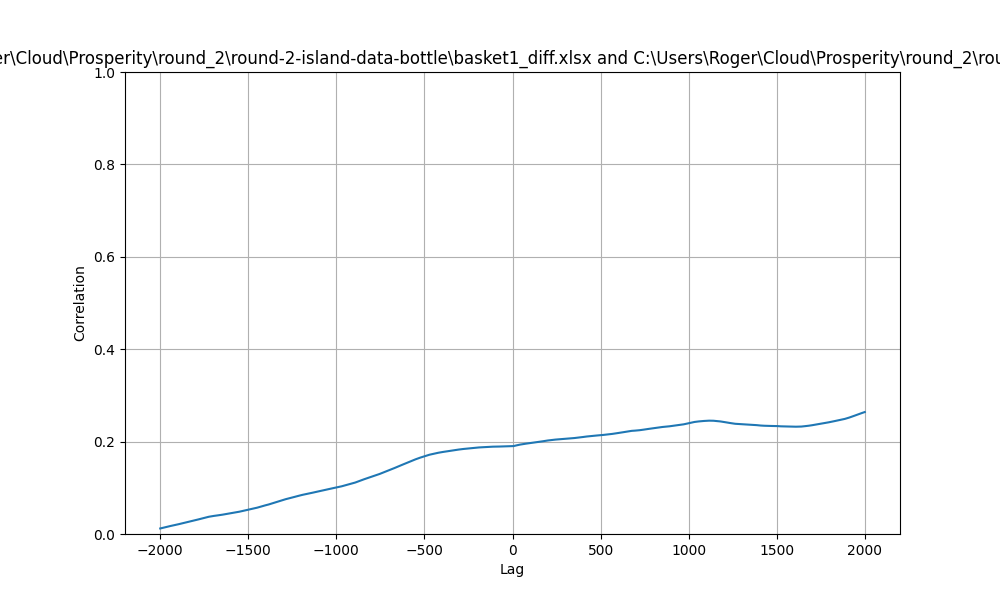 er\Cloud\Prosperity\round_2\round-2-island-data-bottle\basket1_diff.xlsx and C:\Users\Roger\Cloud\Prosperity\round_2\rou
1.0
0.8
0.6
0.4
0.2
0.0
Correlation
−2000 −1500 −1000 −500 0 500 1000 1500 2000
Lag